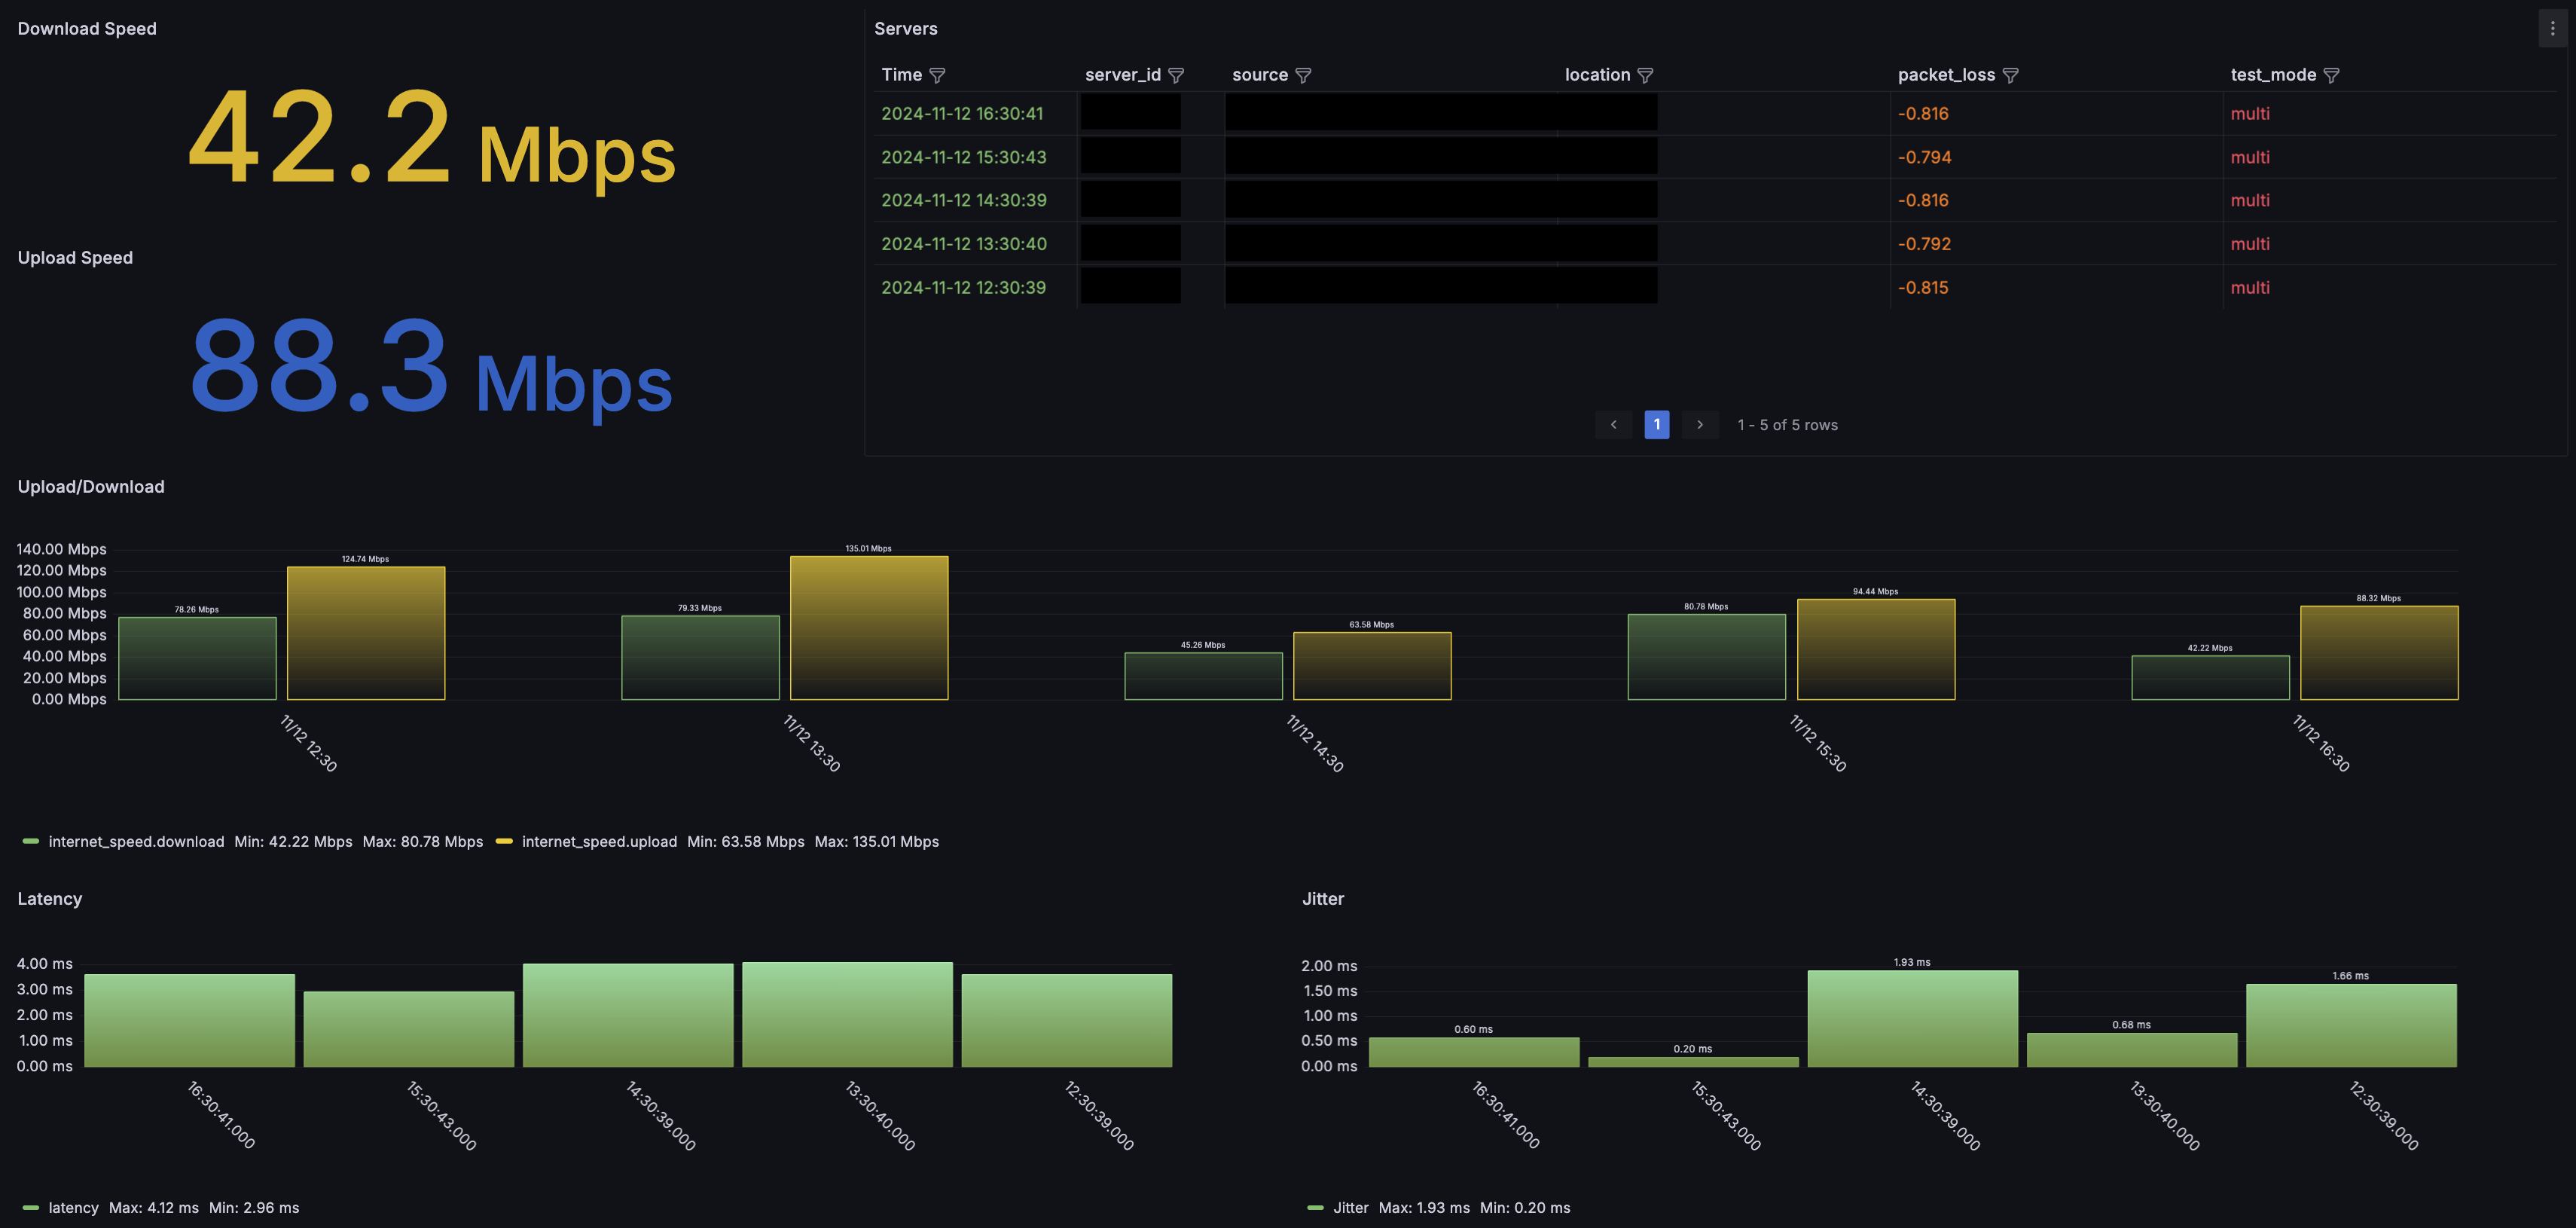 Download Speed
42.2 Mbps
Upload Speed
88.3 Mbps
Servers
Time server_id source location packet_loss test_mode
2024-11-12 16:30:41 -0.816 multi
2024-11-12 15:30:43 -0.794 multi
2024-11-12 14:30:39 -0.816 multi
2024-11-12 13:30:40 -0.792 multi
2024-11-12 12:30:39 -0.815 multi
1
1 - 5 of 5 rows
Upload/Download
140.00 Mbps
120.00 Mbps
100.00 Mbps
80.00 Mbps
60.00 Mbps
40.00 Mbps
20.00 Mbps
0.00 Mbps
78.26 Mbps
124.74 Mbps
79.33 Mbps
135.01 Mbps
45.26 Mbps
63.58 Mbps
80.78 Mbps
94.44 Mbps
42.22 Mbps
88.32 Mbps
11/12 12:30
11/12 13:30
11/12 14:30
11/12 15:30
11/12 16:30
internet_speed.download Min: 42.22 Mbps Max: 80.78 Mbps internet_speed.upload Min: 63.58 Mbps Max: 135.01 Mbps
Latency
4.00 ms
3.00 ms
2.00 ms
1.00 ms
0.00 ms
16:30:41.000
15:30:43.000
14:30:39.000
13:30:40.000
12:30:39.000
latency Max: 4.12 ms Min: 2.96 ms
Jitter
2.00 ms
1.50 ms
1.00 ms
0.50 ms
0.00 ms
0.60 ms
0.20 ms
1.93 ms
0.68 ms
1.66 ms
16:30:41.000
15:30:43.000
14:30:39.000
13:30:40.000
12:30:39.000
Jitter Max: 1.93 ms Min: 0.20 ms